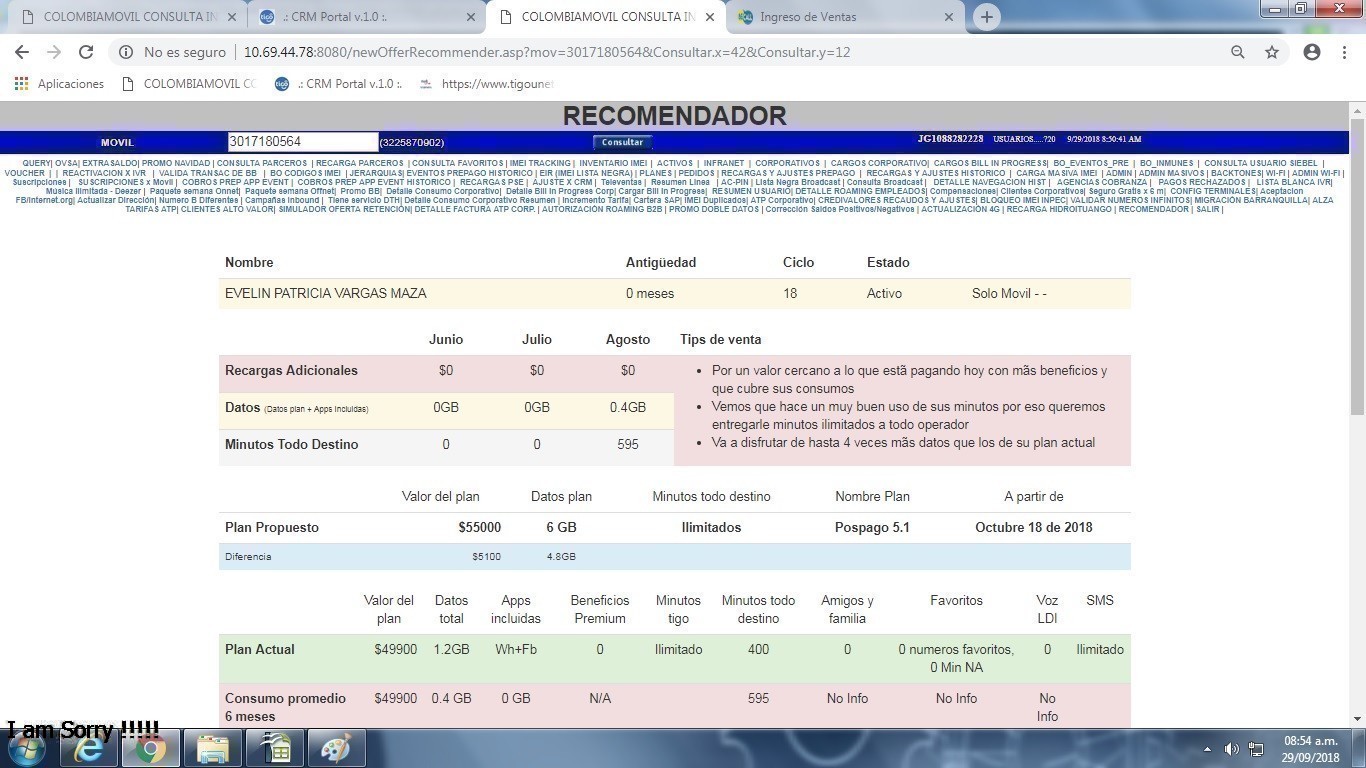 COLOMBIAMOVIL CONSULTA IN
.: CRM Portal v.1.0 :.
COLOMBIAMOVIL CONSULTA IN
Ingreso de Ventas
No es seguro | 10.69.44.78:8080/newOfferRecommender.asp?mov=3017180564&Consultar.x=42&Consultar.y=12
Aplicaciones COLOMBIAMOVIL CO tigo .: CRM Portal v.1.0 :. https://www.tigoune
RECOMENDADOR
MOVIL 3017180564 (3225870902) Consultar JG1088282228 USUARIOS.....?20 9/29/2018 8:50:41 AM
QUERY| OVSA| EXTRASALDO| PROMO NAVIDAD | CONSULTA PARCEROS | RECARGA PARCEROS | CONSULTA FAVORITOS | IMEI TRACKING | INVENTARIO IMEI | ACTIVOS | INFRANET | CORPORATIVOS | CARGOS CORPORATIVO| CARGOS BILL IN PROGRESS| BO_EVENTOS_PRE | BO_INMUNES | CONSULTA USUARIO SIEBEL |
VOUCHER | | REACTIVACION X IVR | VALIDA TRANSAC DE BB | BO CODIGOS IMEI |JERARQUIAS| EVENTOS PREPAGO HISTORICO | EIR (IMEI LISTA NEGRA) | PLANES | PEDIDOS | RECARGAS Y AJUSTES PREPAGO | RECARGAS Y AJUSTES HISTORICO | CARGA MASIVA IMEI | ADMIN | ADMIN MASIVOS | BACKTONES| WI-FI | ADMIN WI-FI |
Suscripciones | SUSCRIPCIONES x Movil | COBROS PREP APP EVENT | COBROS PREP APP EVENT HISTORICO | RECARGAS PSE | AJUSTE X CRM | Televentas | Resumen Linea | AC-PIN | Lista Negra Broadcast | Consulta Broadcast | DETALLE NAVEGACION HIST | AGENCIAS COBRANZA | PAGOS RECHAZADOS | LISTA BLANCA IVR|
Musica Ilimitada - Deezer | Paquete semana Onnet| Paquete semana Offnet| Promo BB| Detalle Consumo Corporativo| Detalle Bill In Progress Corp| Cargar Bill In Progress| RESUMEN USUARIO| DETALLE ROAMING EMPLEADOS| Compensaciones| Clientes Corporativos| Seguro Gratis x 6 m| CONFIG TERMINALES| Aceptacion
FB/internet.org| Actualizar Dirección| Numero B Diferentes | Campañas Inbound | Tiene servicio DTH| Detalle Consumo Corporativo Resumen | Incremento Tarifa| Cartera SAP| IMEI Duplicados| ATP Corporativo| CREDIVALORES RECAUDOS Y AJUSTES| BLOQUEO IMEI INPEC| VALIDAR NUMEROS INFINITOS| MIGRACIÓN BARRANQUILLA| ALZA
TARIFAS ATP| CLIENTES ALTO VALOR| SIMULADOR OFERTA RETENCIÓN| DETALLE FACTURA ATP CORP. | AUTORIZACIÓN ROAMING B2B | PROMO DOBLE DATOS | Corrección Saldos Positivos/Negativos | ACTUALIZACIÓN 4G | RECARGA HIDROITUANGO | RECOMENDADOR | SALIR |
Nombre Antigüedad Ciclo Estado
EVELIN PATRICIA VARGAS MAZA 0 meses 18 Activo Solo Movil - -
Junio Julio Agosto Tips de venta
Recargas Adicionales $0 $0 $0
Datos (Datos plan + Apps incluidas) 0GB 0GB 0.4GB
Minutos Todo Destino 0 0 595
• Por un valor cercano a lo que estã pagando hoy con mãs beneficios y
que cubre sus consumos
• Vemos que hace un muy buen uso de sus minutos por eso queremos
entregarle minutos ilimitados a todo operador
• Va a disfrutar de hasta 4 veces mãs datos que los de su plan actual
Valor del plan Datos plan Minutos todo destino Nombre Plan A partir de
Plan Propuesto $55000 6 GB Ilimitados Pospago 5.1 Octubre 18 de 2018
Diferencia $5100 4.8GB
Valor del Datos Apps Beneficios Minutos Minutos todo Amigos y Favoritos Voz SMS
plan total incluidas Premium tigo destino familia LDI
Plan Actual $49900 1.2GB Wh+Fb 0 Ilimitado 400 0 0 numeros favoritos, 0 Ilimitado
0 Min NA
Consumo promedio $49900 0.4 GB 0 GB N/A 595 No Info No Info No
6 meses Info
I am Sorry !!!!!
08:54 a.m.
29/09/2018